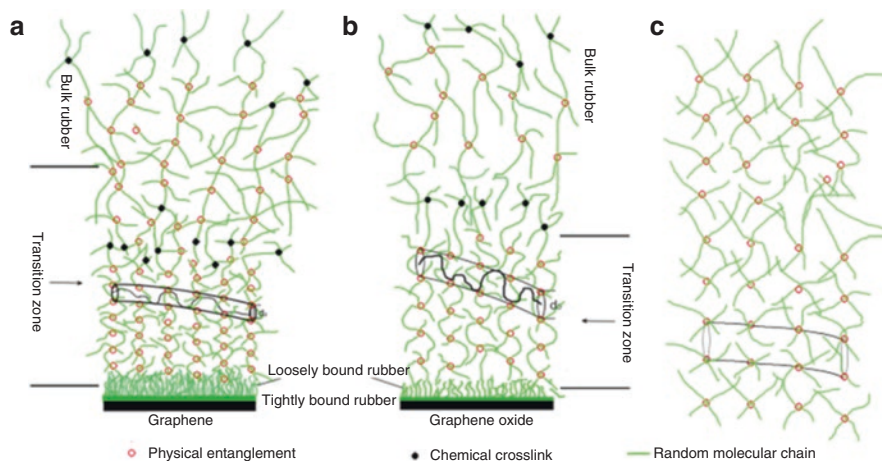 a
b
c
Bulk rubber
Bulk rubber
Transition zone
Transition zone
Loosely bound rubber
Tightly bound rubber
Graphene
Graphene oxide
Physical entanglement
Chemical crosslink
Random molecular chain